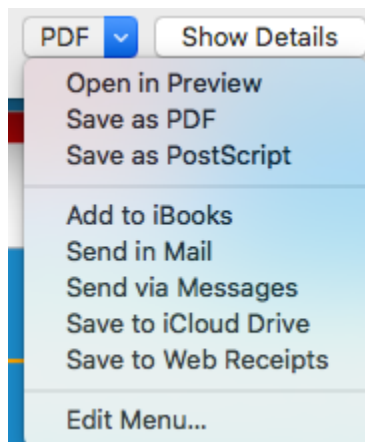 PDF Show Details
Open in Preview
Save as PDF
Save as PostScript
Add to iBooks
Send in Mail
Send via Messages
Save to iCloud Drive
Save to Web Receipts
Edit Menu...